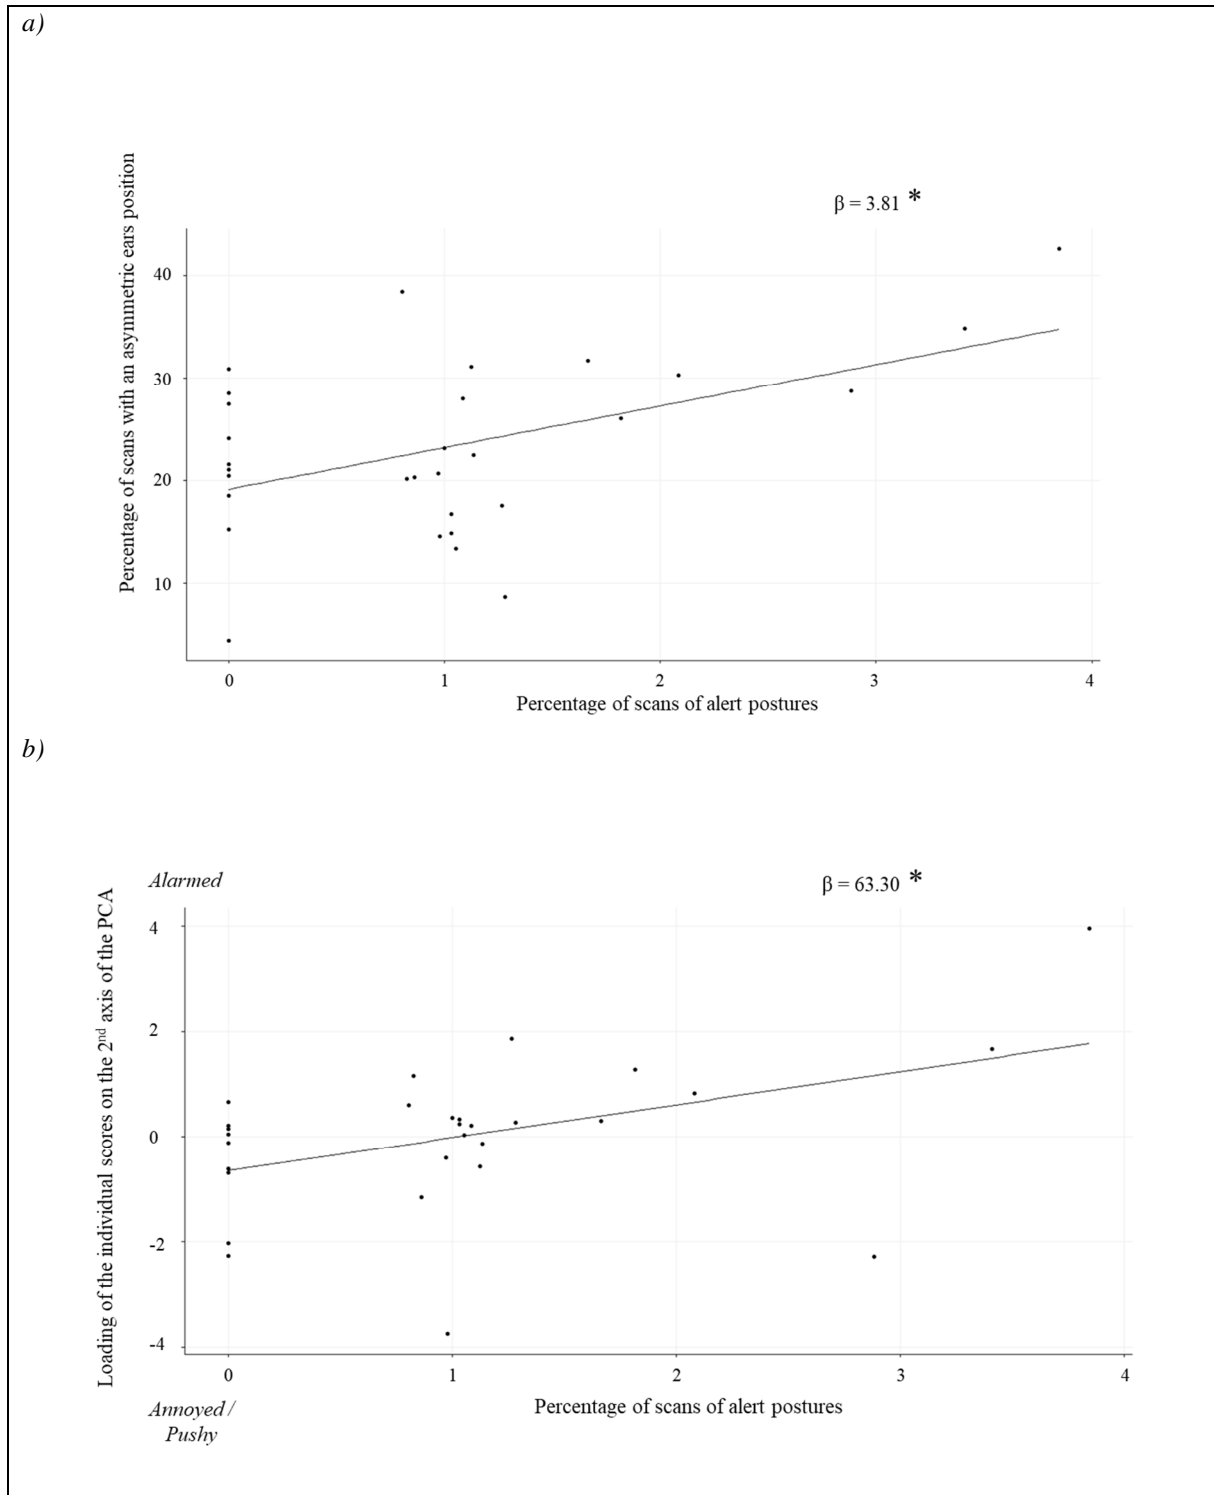 a)
Percentage of scans with an asymmetric ears position
β = 3.81 *
40
30
20
10
0 1 2 3 4
Percentage of scans of alert postures
b)
Alarmed
Loading of the individual scores on the 2nd axis of the PCA
β = 63.30 *
4
2
0
-2
-4
0 1 2 3 4
Annoyed /
Pushy
Percentage of scans of alert postures